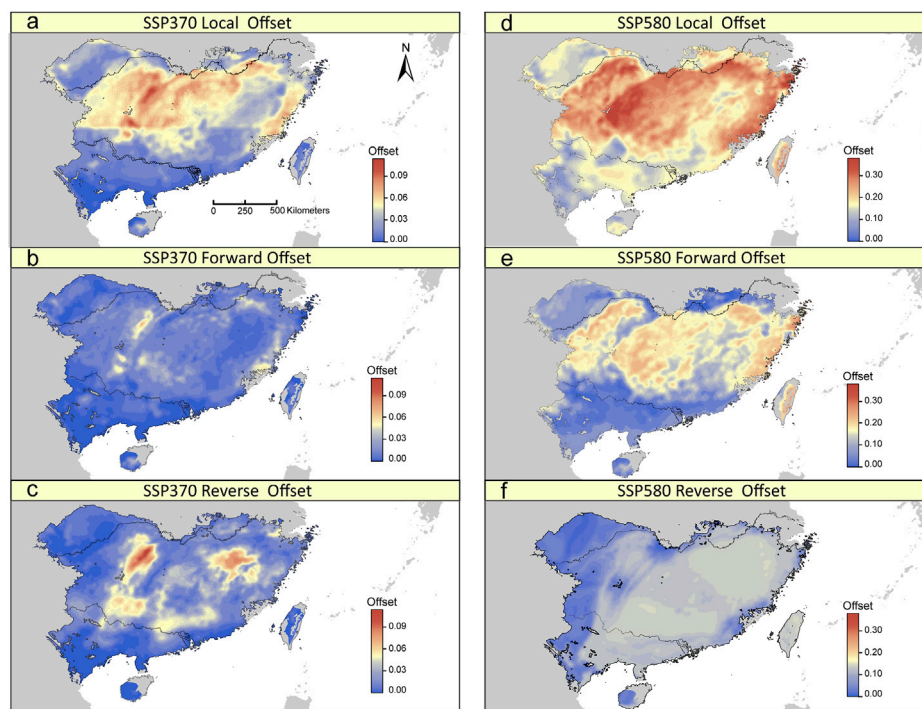 a SSP370 Local Offset
N
Offset
0.09
0.06
0.03
0.00
0 250 500 Kilometers
b SSP370 Forward Offset
Offset
0.09
0.06
0.03
0.00
c SSP370 Reverse Offset
Offset
0.09
0.06
0.03
0.00
d SSP580 Local Offset
Offset
0.30
0.20
0.10
0.00
e SSP580 Forward Offset
Offset
0.30
0.20
0.10
0.00
f SSP580 Reverse Offset
Offset
0.30
0.20
0.10
0.00